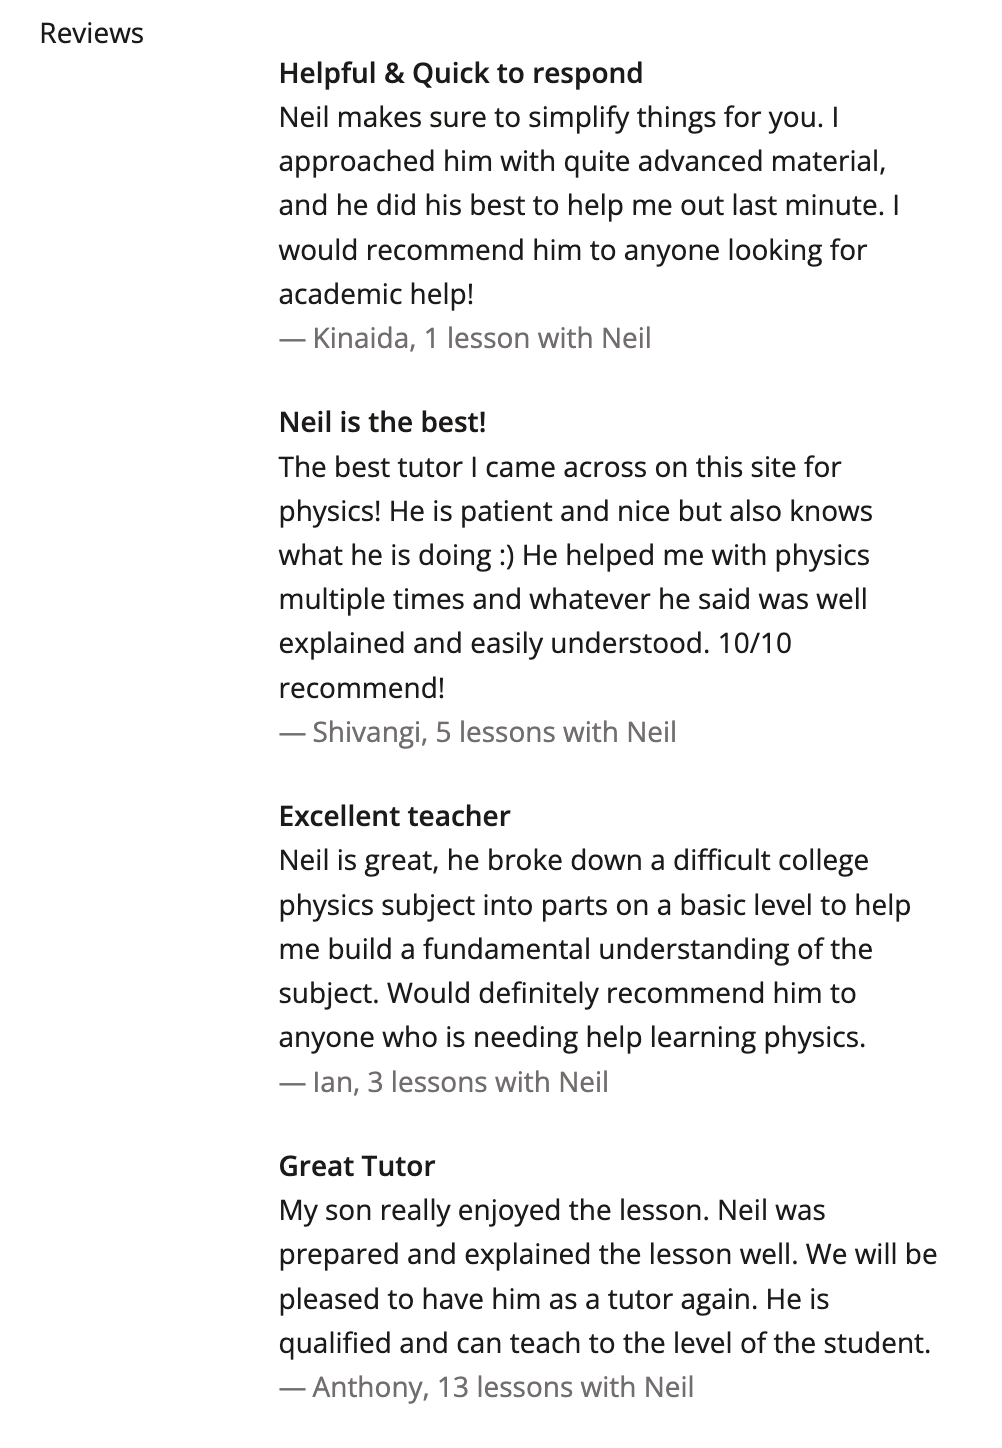 Reviews
Helpful & Quick to respond
Neil makes sure to simplify things for you. I
approached him with quite advanced material,
and he did his best to help me out last minute. I
would recommend him to anyone looking for
academic help!
— Kinaida, 1 lesson with Neil
Neil is the best!
The best tutor I came across on this site for
physics! He is patient and nice but also knows
what he is doing :) He helped me with physics
multiple times and whatever he said was well
explained and easily understood. 10/10
recommend!
— Shivangi, 5 lessons with Neil
Excellent teacher
Neil is great, he broke down a difficult college
physics subject into parts on a basic level to help
me build a fundamental understanding of the
subject. Would definitely recommend him to
anyone who is needing help learning physics.
— Ian, 3 lessons with Neil
Great Tutor
My son really enjoyed the lesson. Neil was
prepared and explained the lesson well. We will be
pleased to have him as a tutor again. He is
qualified and can teach to the level of the student.
— Anthony, 13 lessons with Neil